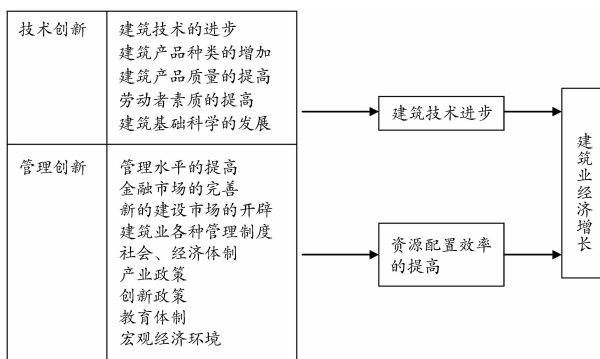 技术创新
建筑技术的进步
建筑产品种类的增加
建筑产品质量的提高
劳动者素质的提高
建筑基础科学的发展
管理创新
管理水平的提高
金融市场的完善
新的建设市场的开辟
建筑业各种管理制度
社会、经济体制
产业政策
创新政策
教育体制
宏观经济环境
建筑技术进步
资源配置效率
的提高
建筑业经济增长